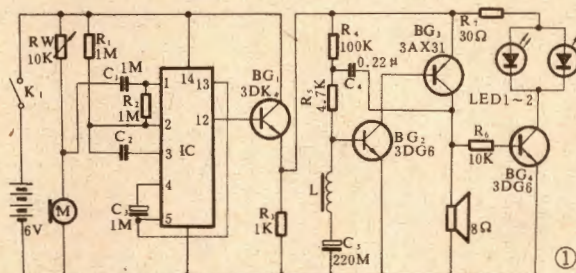 K₁
6V
RW
10K
M
R₁
1M
C₁ 1M
R₂
1M
C₂
C₃
1M
14 13
1
2
3
4
5
12
IC
BG₁
3DK₄
R₃
1K
R₄
100K
0.22μ
C₄
R₅
4.7K
L
C₅
220M
BG₂
3DG6
BG₃
3AX31
R₇
30Ω
LED1~2
R₆
10K
BG₄
3DG6
8Ω
①